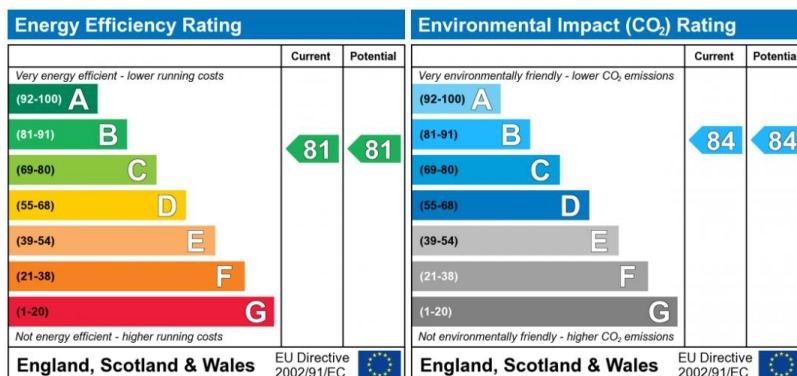 Energy Efficiency Rating
Current Potential
Very energy efficient - lower running costs
(92-100) A
(81-91) B
81 81
(69-80) C
(55-68) D
(39-54) E
(21-38) F
(1-20) G
Not energy efficient - higher running costs
England, Scotland & Wales
EU Directive
2002/91/EC
Environmental Impact (CO₂) Rating
Current Potential
Very environmentally friendly - lower CO₂ emissions
(92-100) A
(81-91) B
84 84
(69-80) C
(55-68) D
(39-54) E
(21-38) F
(1-20) G
Not environmentally friendly - higher CO₂ emissions
England, Scotland & Wales
EU Directive
2002/91/EC